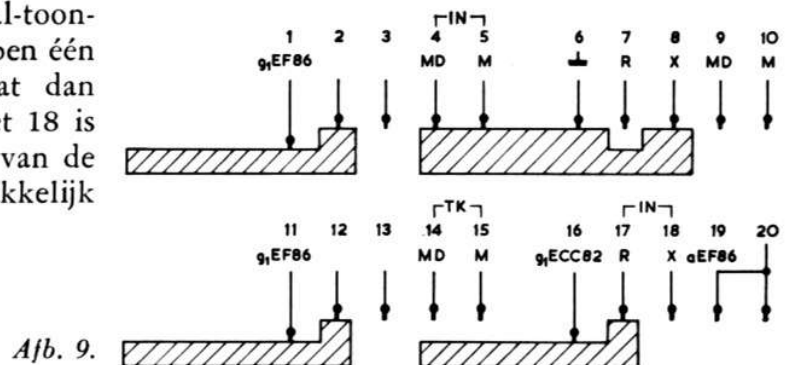 al-toon-
oen één
at dan
et 18 is
van de
kkelijk
IN
1 2 3 4 5 6 7 8 9 10
g1EF86 MD M R X MD M
TK IN
11 12 13 14 15 16 17 18 19 20
g1EF86 MD M g1ECC82 R X aEF86
Afb. 9.